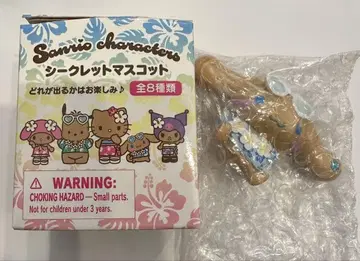 Sanrio characters
シークレットマスコット
どれが出るかはお楽しみ♪
全8種類
⚠ WARNING:
CHOKING HAZARD — Small parts.
Not for children under 3 years.